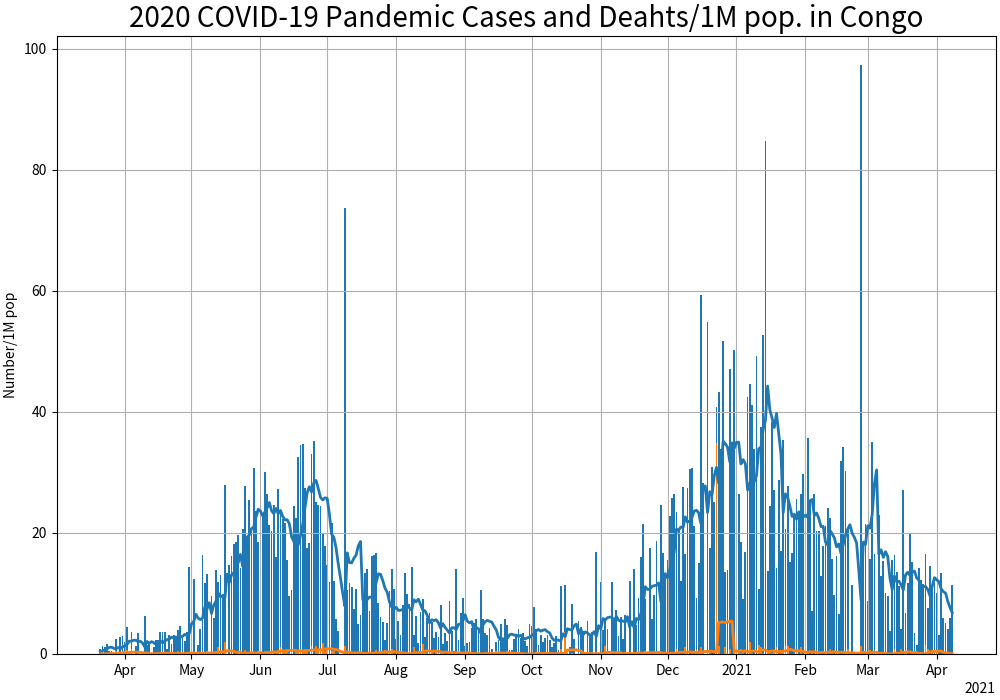 2020 COVID-19 Pandemic Cases and Deahts/1M pop. in Congo
Number/1M pop
100
80
60
40
20
0
Apr May Jun Jul Aug Sep Oct Nov Dec 2021 Feb Mar Apr
2021